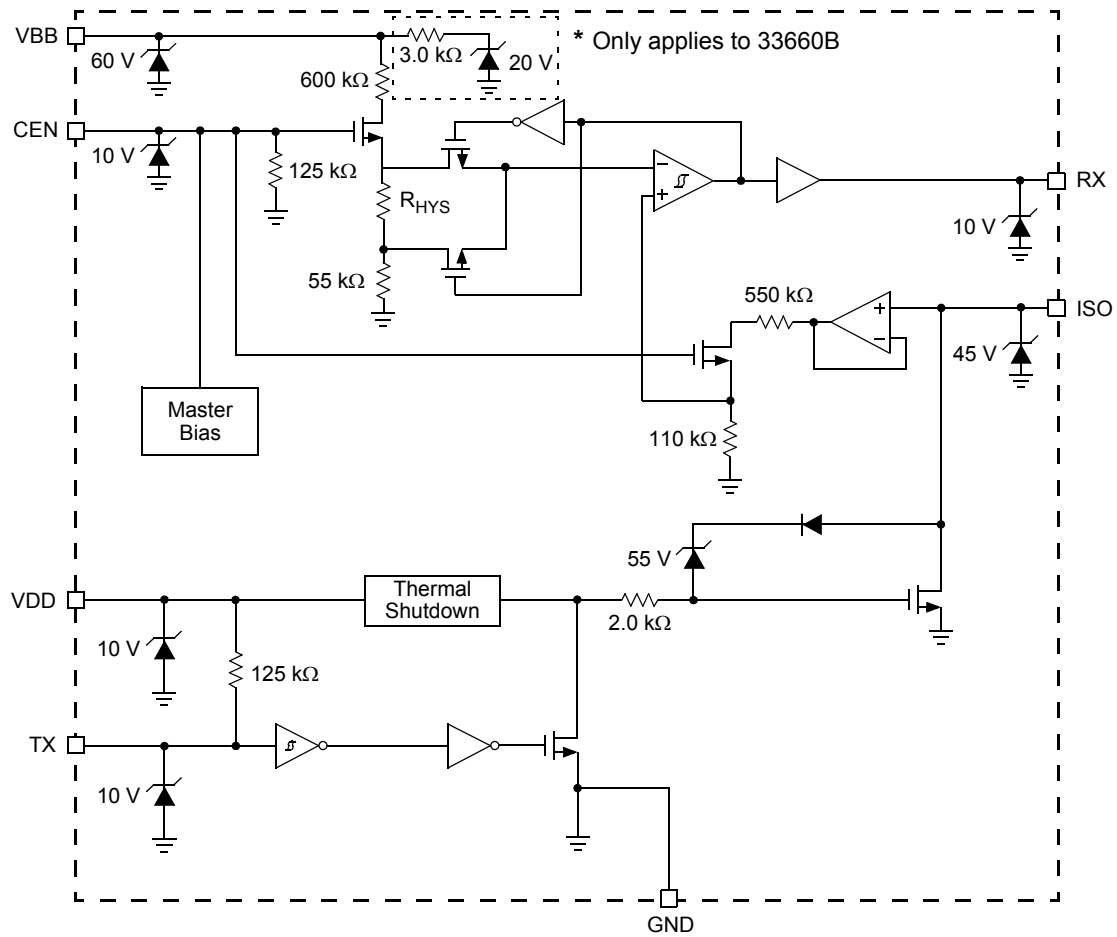 VBB
60 V
3.0 kΩ
20 V
* Only applies to 33660B
600 kΩ
CEN
10 V
125 kΩ
R_HYS
−
+
RX
10 V
55 kΩ
550 kΩ
+
−
ISO
45 V
Master
Bias
110 kΩ
55 V
VDD
Thermal
Shutdown
2.0 kΩ
10 V
125 kΩ
TX
10 V
GND